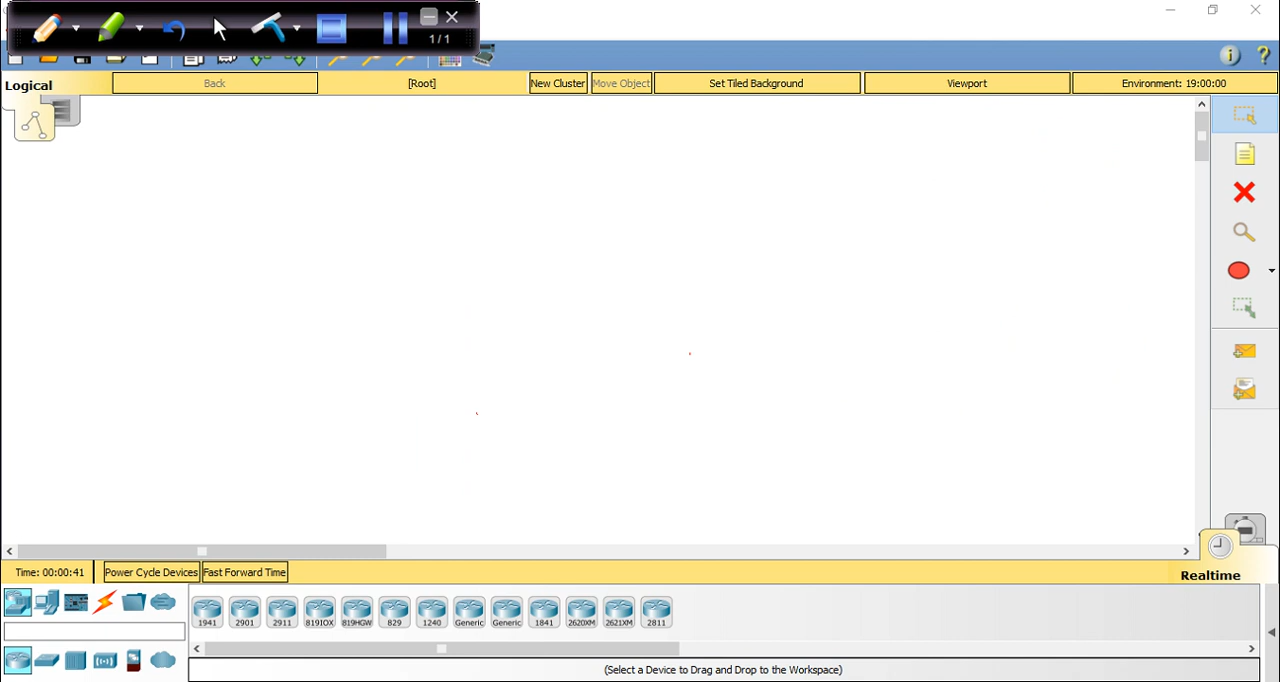 1/1
Logical
Back
[Root]
New Cluster
Move Object
Set Tiled Background
Viewport
Environment: 19:00:00
Time: 00:00:41
Power Cycle Devices
Fast Forward Time
Realtime
1941
2901
2911
819IOX
819HGW
829
1240
Generic
Generic
1841
2620XM
2621XM
2811
(Select a Device to Drag and Drop to the Workspace)